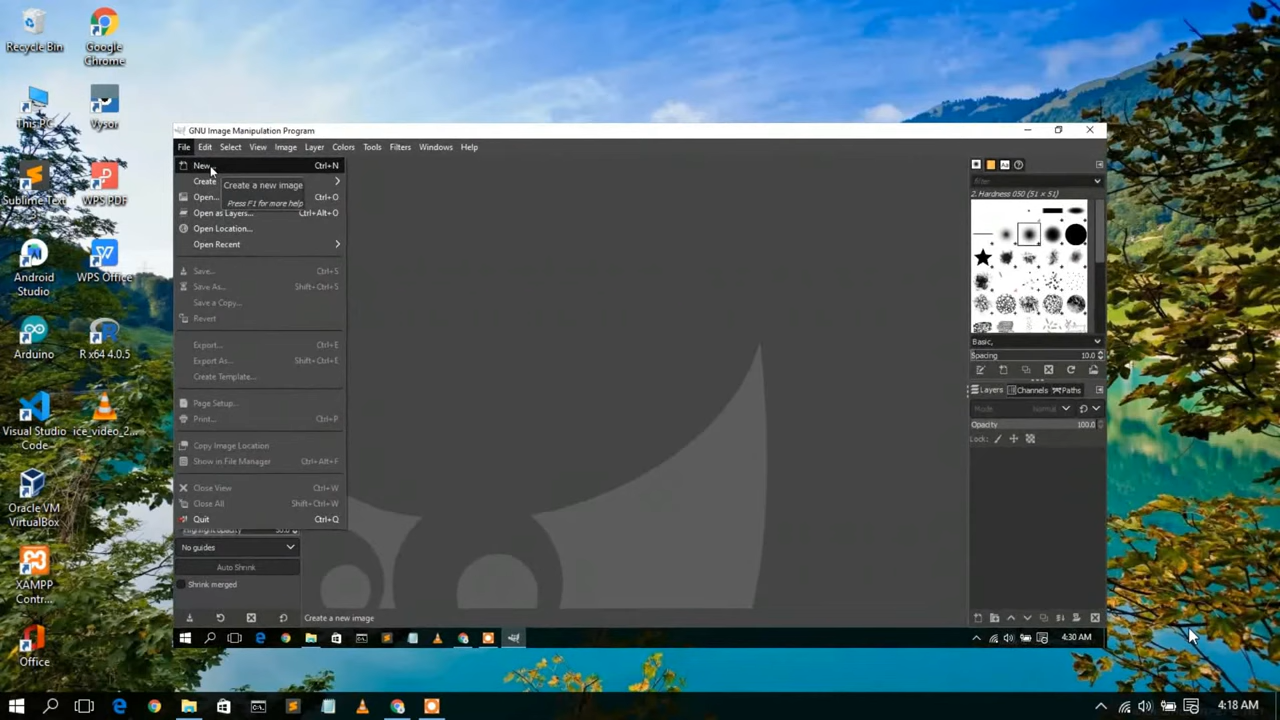 Recycle Bin
Google Chrome
This PC
Vysor
Sublime Text 3
WPS PDF
Android Studio
WPS Office
Arduino
R x64 4.0.5
Visual Studio Code
ice_video_2...
Oracle VM VirtualBox
XAMPP Contr...
Office
GNU Image Manipulation Program
File Edit Select View Image Layer Colors Tools Filters Windows Help
New... Ctrl+N
Create
Create a new image
Press F1 for more help
Open... Ctrl+O
Open as Layers... Ctrl+Alt+O
Open Location...
Open Recent
Save... Ctrl+S
Save As... Shift+Ctrl+S
Save a Copy...
Revert
Export... Ctrl+E
Export As... Shift+Ctrl+E
Create Template...
Page Setup...
Print... Ctrl+P
Copy Image Location
Show in File Manager Ctrl+Alt+F
Close View Ctrl+W
Close All Shift+Ctrl+W
Quit Ctrl+Q
No guides
Auto Shrink
Shrink merged
Create a new image
filter
2. Hardness 050 (51 × 51)
Basic,
Spacing 10.0
Layers Channels Paths
Mode Normal
Opacity 100.0
Lock:
4:30 AM
4:18 AM